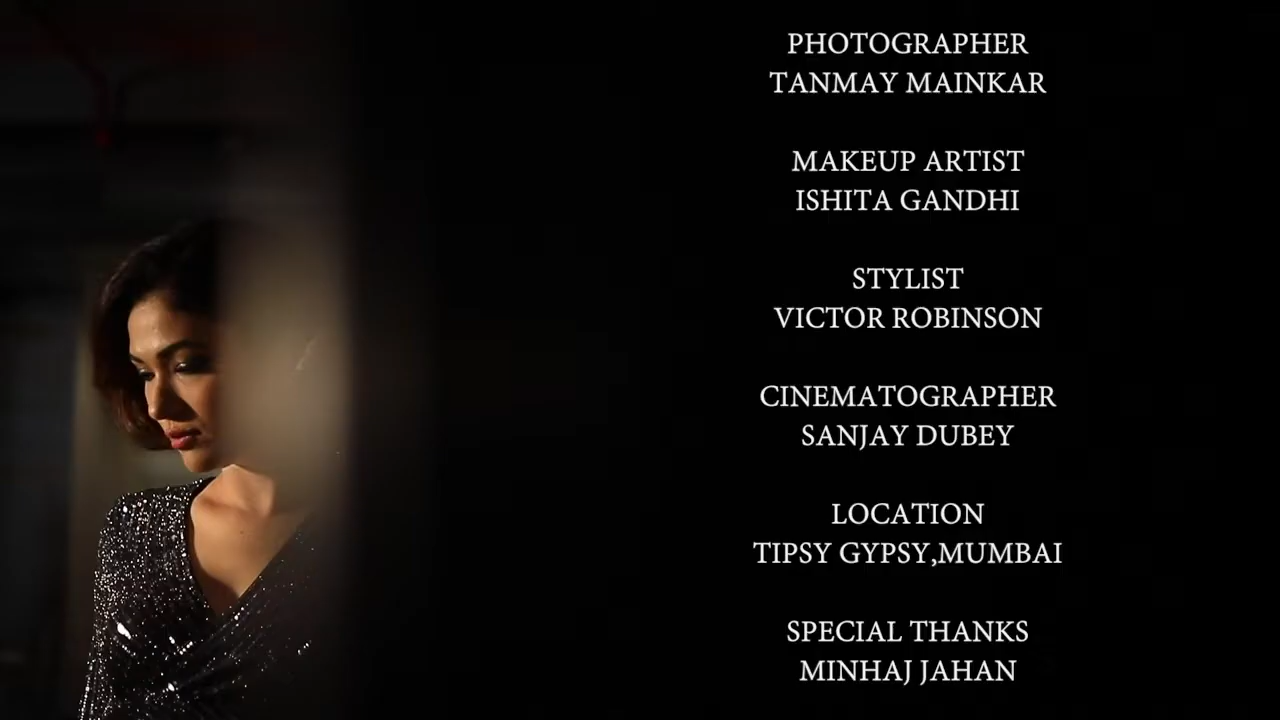 PHOTOGRAPHER
TANMAY MAINKAR
MAKEUP ARTIST
ISHITA GANDHI
STYLIST
VICTOR ROBINSON
CINEMATOGRAPHER
SANJAY DUBEY
LOCATION
TIPSY GYPSY,MUMBAI
SPECIAL THANKS
MINHAJ JAHAN